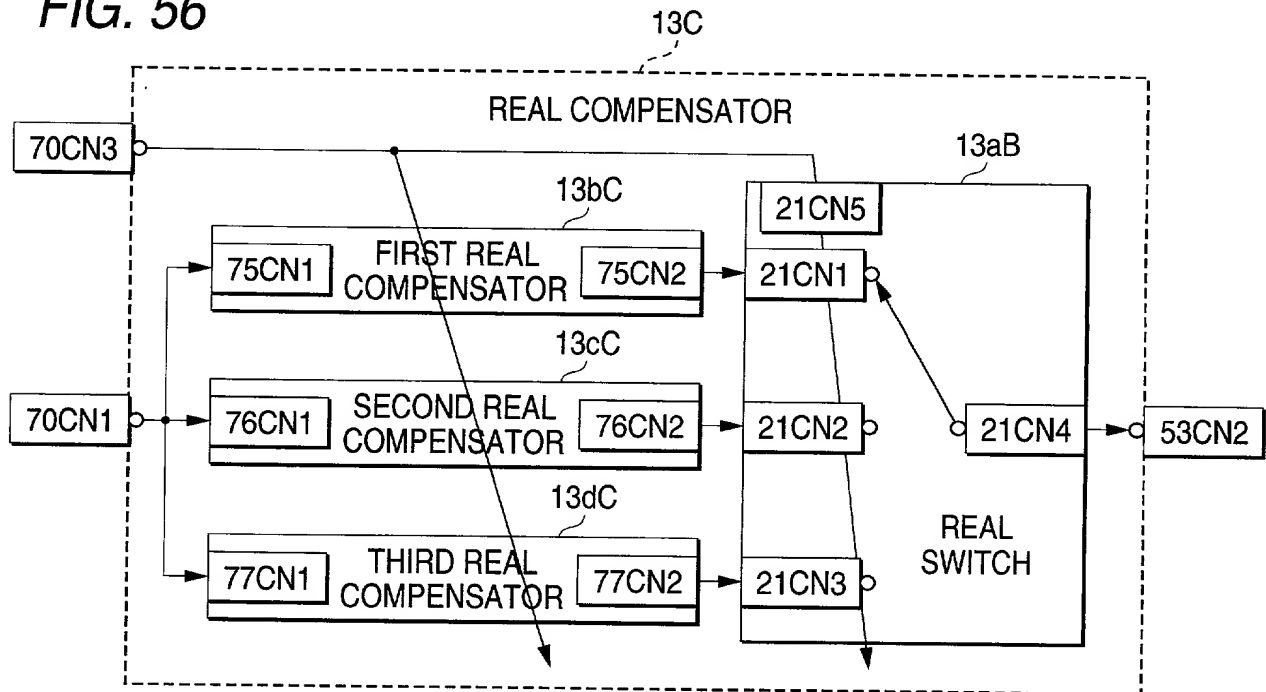 FIG. 56
13C
REAL COMPENSATOR
70CN3
13aB
13bC
21CN5
75CN1
FIRST REAL
COMPENSATOR
75CN2
21CN1
13cC
70CN1
76CN1
SECOND REAL
COMPENSATOR
76CN2
21CN2
21CN4
53CN2
13dC
REAL
SWITCH
77CN1
THIRD REAL
COMPENSATOR
77CN2
21CN3